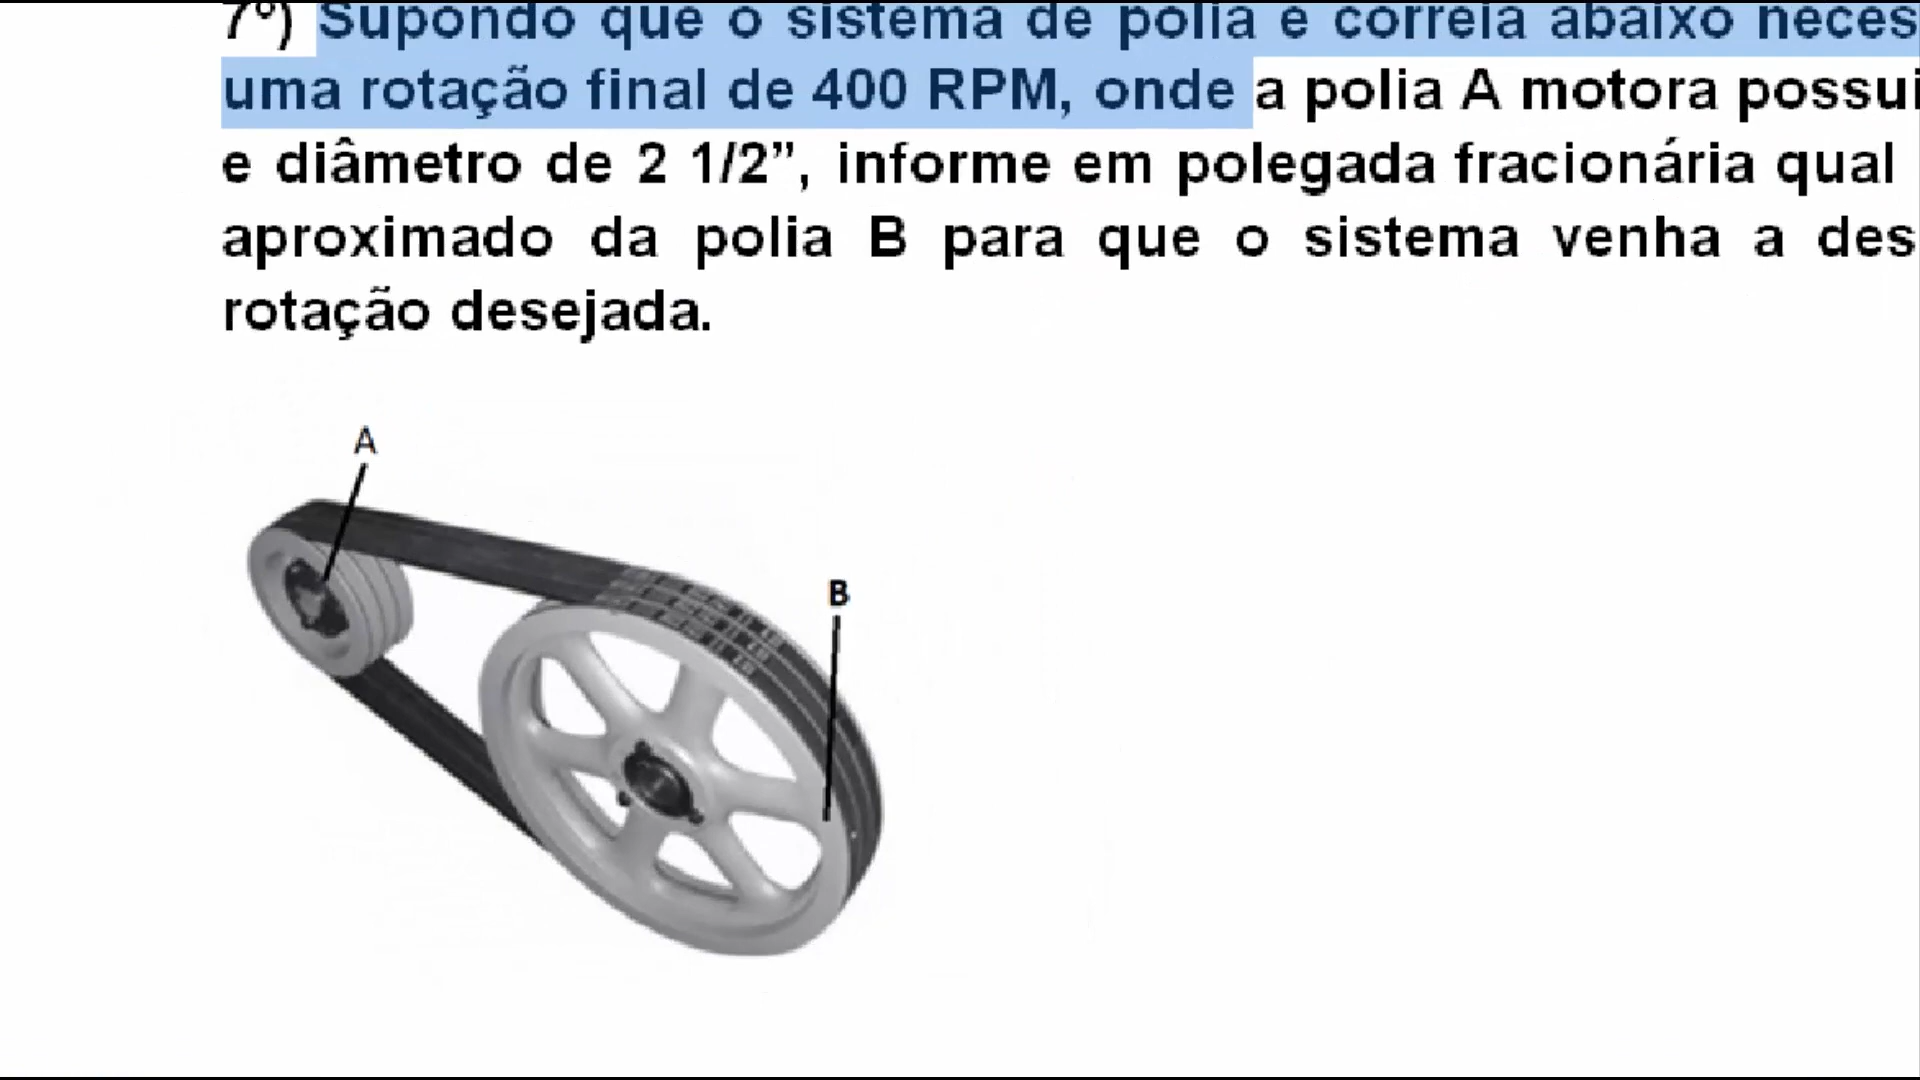 7º) Supondo que o sistema de polia e correia abaixo neces
uma rotação final de 400 RPM, onde a polia A motora possui
e diâmetro de 2 1/2”, informe em polegada fracionária qual
aproximado da polia B para que o sistema venha a des
rotação desejada.
A
B